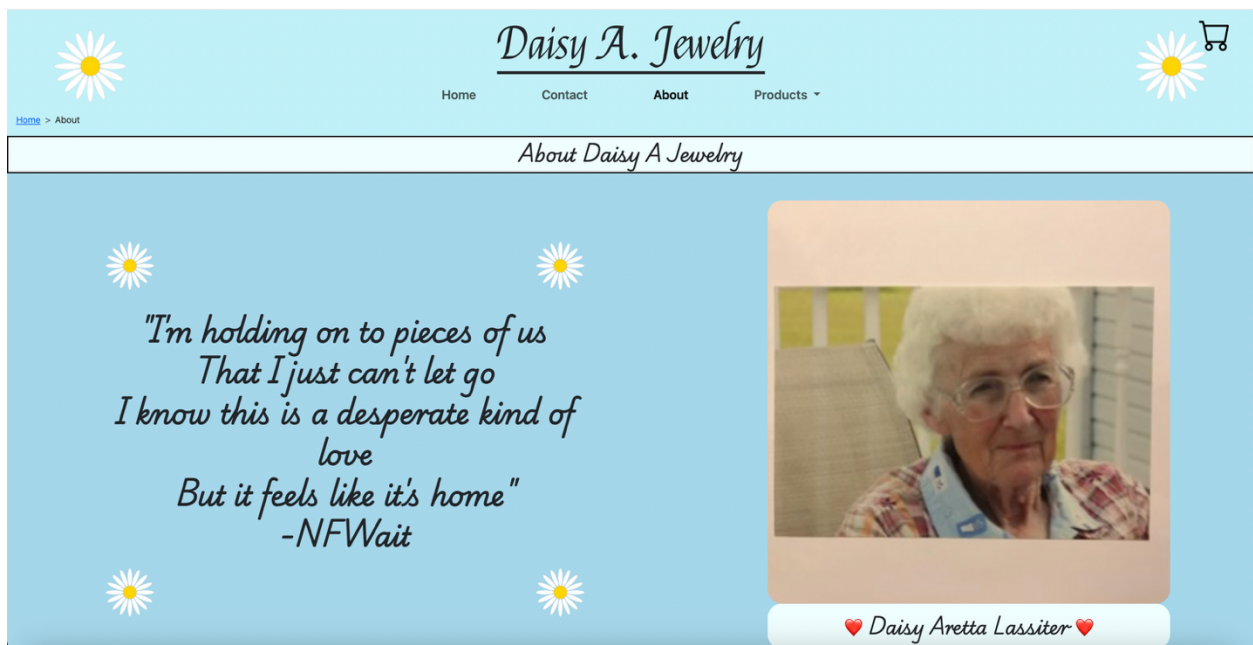 Daisy A. Jewelry
Home Contact About Products
Home > About
About Daisy A Jewelry
"I'm holding on to pieces of us
That I just can't let go
I know this is a desperate kind of
love
But it feels like it's home"
-NFWait
❤️ Daisy Aretta Lassiter ❤️